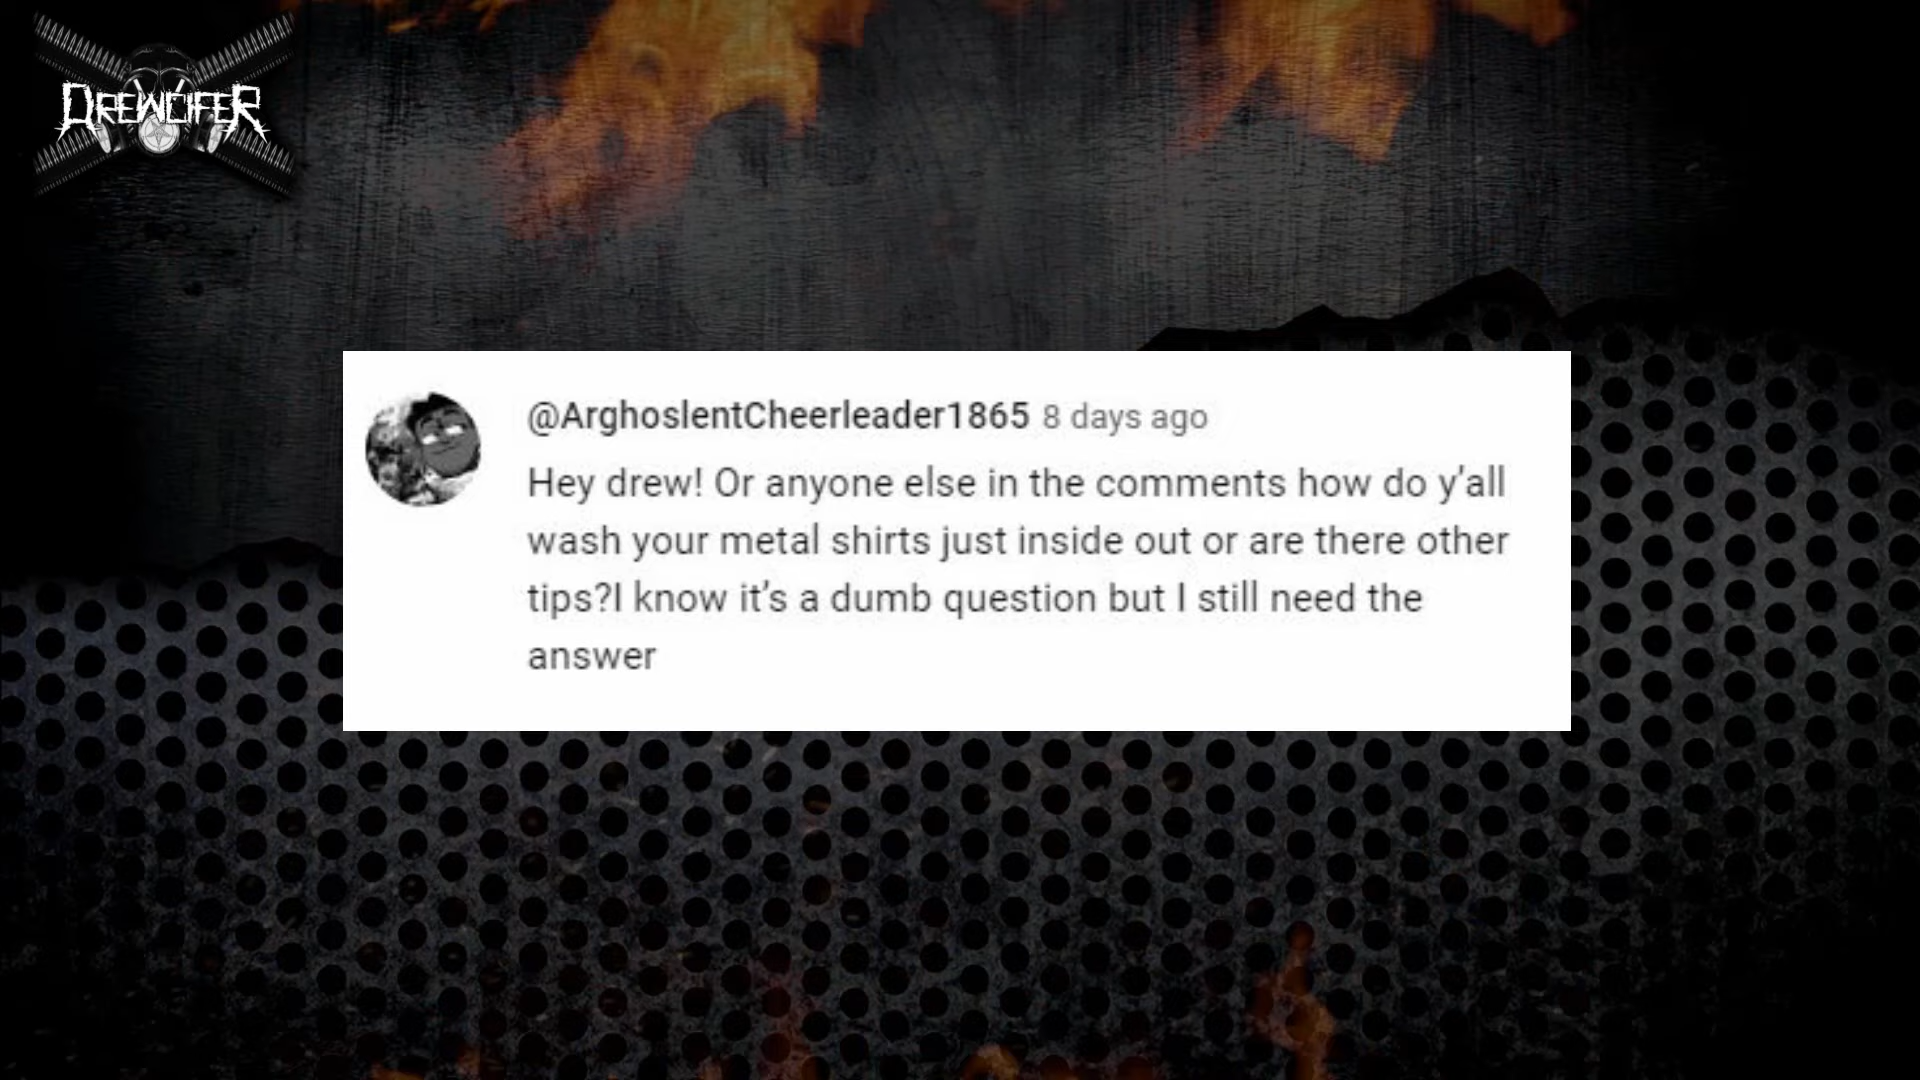 DREWCIFER
@ArghoslentCheerleader1865 8 days ago
Hey drew! Or anyone else in the comments how do y'all
wash your metal shirts just inside out or are there other
tips?I know it's a dumb question but I still need the
answer